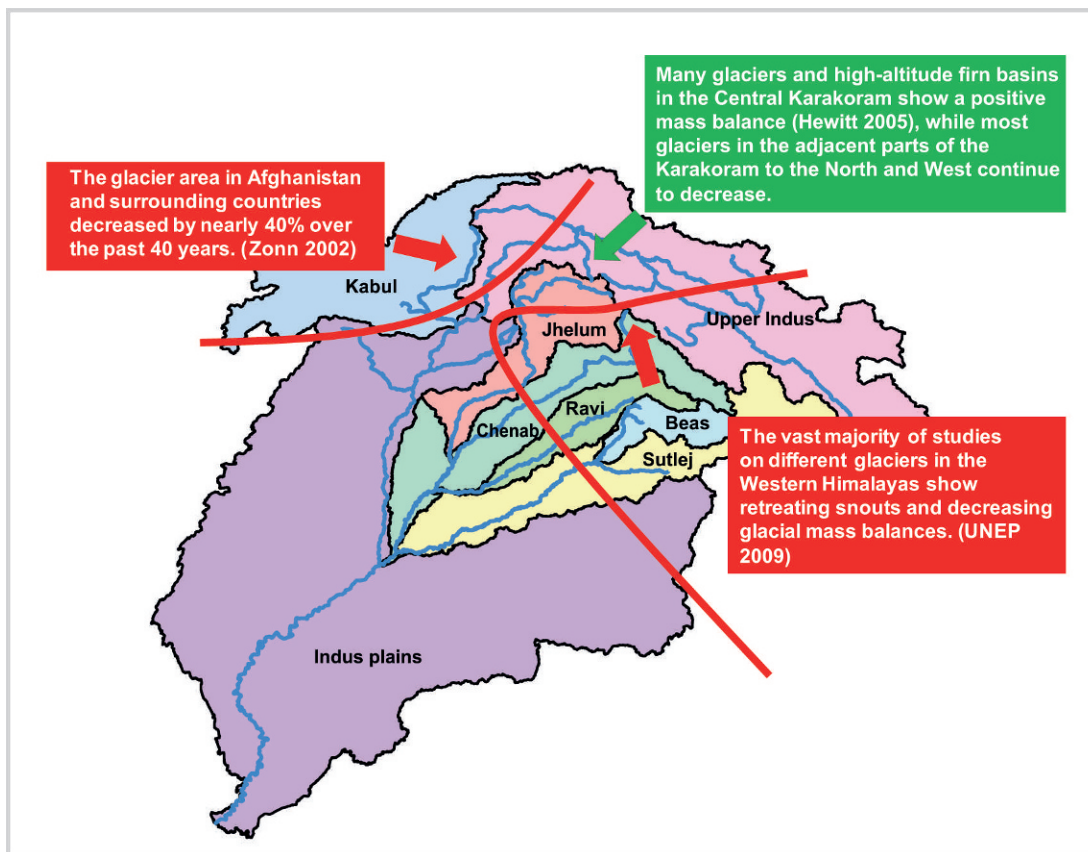 Many glaciers and high-altitude firn basins
in the Central Karakoram show a positive
mass balance (Hewitt 2005), while most
glaciers in the adjacent parts of the
Karakoram to the North and West continue
to decrease.
The glacier area in Afghanistan
and surrounding countries
decreased by nearly 40% over
the past 40 years. (Zonn 2002)
Kabul
Upper Indus
Jhelum
Ravi
Chenab
Beas
Sutlej
The vast majority of studies
on different glaciers in the
Western Himalayas show
retreating snouts and decreasing
glacial mass balances. (UNEP
2009)
Indus plains